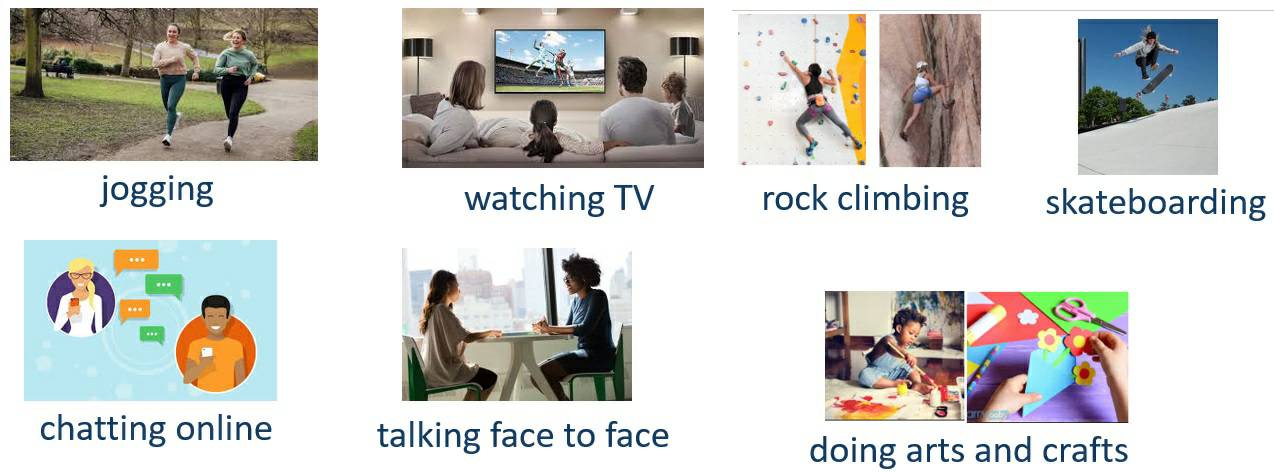 jogging
watching TV
rock climbing
skateboarding
chatting online
talking face to face
doing arts and crafts